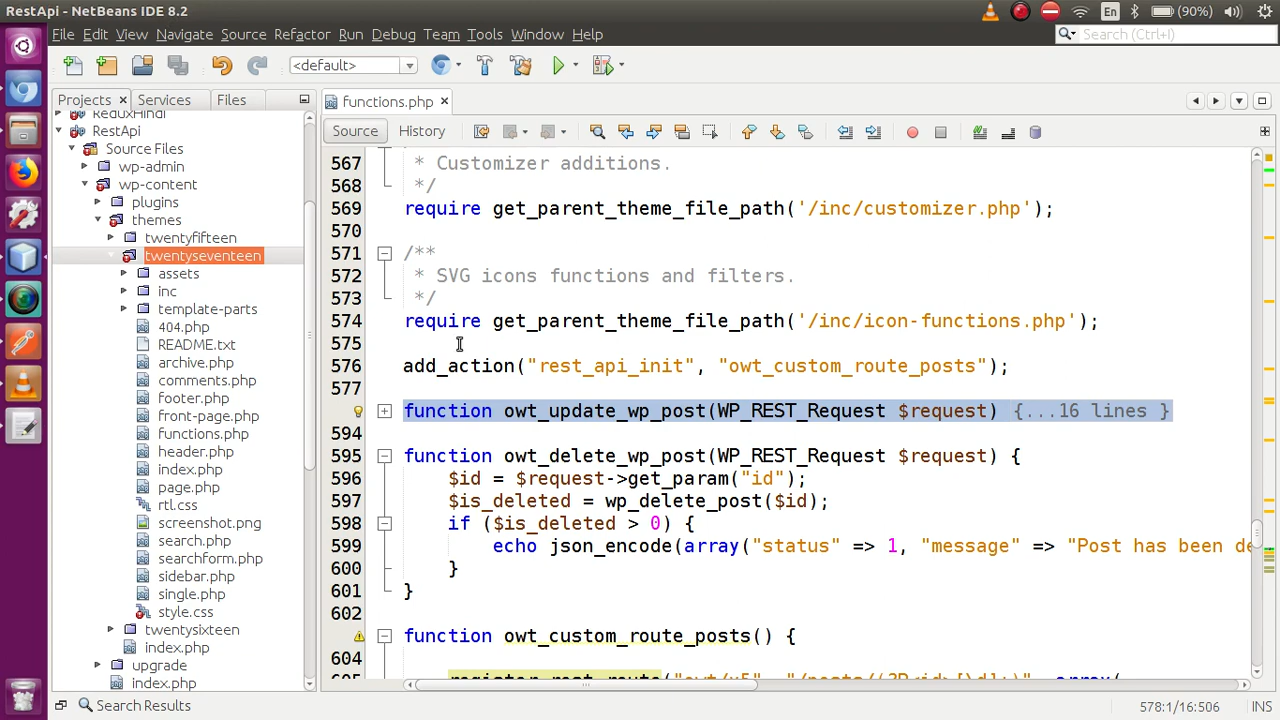 RestApi - NetBeans IDE 8.2
En
(90%)
File Edit View Navigate Source Refactor Run Debug Team Tools Window Help
Search (Ctrl+I)
<default>
Projects
Services
Files
functions.php
Source
History
ReduxHindi
RestApi
Source Files
wp-admin
wp-content
plugins
themes
twentyfifteen
twentyseventeen
assets
inc
template-parts
404.php
README.txt
archive.php
comments.php
footer.php
front-page.php
functions.php
header.php
index.php
page.php
rtl.css
screenshot.png
search.php
searchform.php
sidebar.php
single.php
style.css
twentysixteen
index.php
upgrade
index.php
567 * Customizer additions.
568 */
569 require get_parent_theme_file_path('/inc/customizer.php');
570
571 /**
572 * SVG icons functions and filters.
573 */
574 require get_parent_theme_file_path('/inc/icon-functions.php');
575
576 add_action("rest_api_init", "owt_custom_route_posts");
577
function owt_update_wp_post(WP_REST_Request $request) {...16 lines }
594
595 function owt_delete_wp_post(WP_REST_Request $request) {
596 $id = $request->get_param("id");
597 $is_deleted = wp_delete_post($id);
598 if ($is_deleted > 0) {
599 echo json_encode(array("status" => 1, "message" => "Post has been de
600 }
601 }
602
function owt_custom_route_posts() {
604
605 register_rest_route("owt/v5", "/posts/(?P<id>[\d]+)", array(
Search Results
578:1/16:506
INS